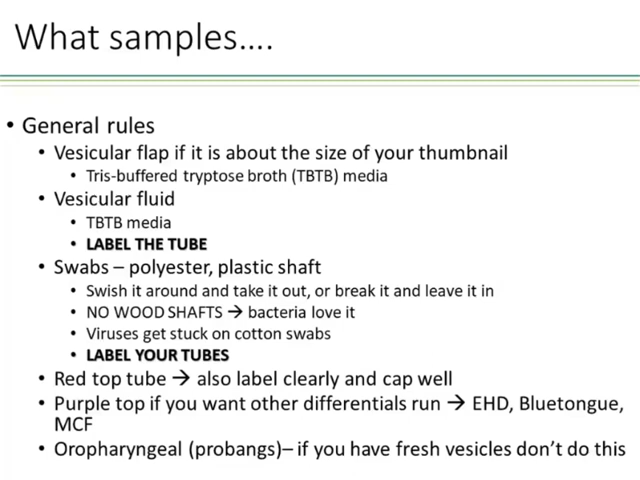 What samples....
• General rules
• Vesicular flap if it is about the size of your thumbnail
• Tris-buffered tryptose broth (TBTB) media
• Vesicular fluid
• TBTB media
• LABEL THE TUBE
• Swabs – polyester, plastic shaft
• Swish it around and take it out, or break it and leave it in
• NO WOOD SHAFTS → bacteria love it
• Viruses get stuck on cotton swabs
• LABEL YOUR TUBES
• Red top tube → also label clearly and cap well
• Purple top if you want other differentials run → EHD, Bluetongue,
MCF
• Oropharyngeal (probangs)– if you have fresh vesicles don't do this